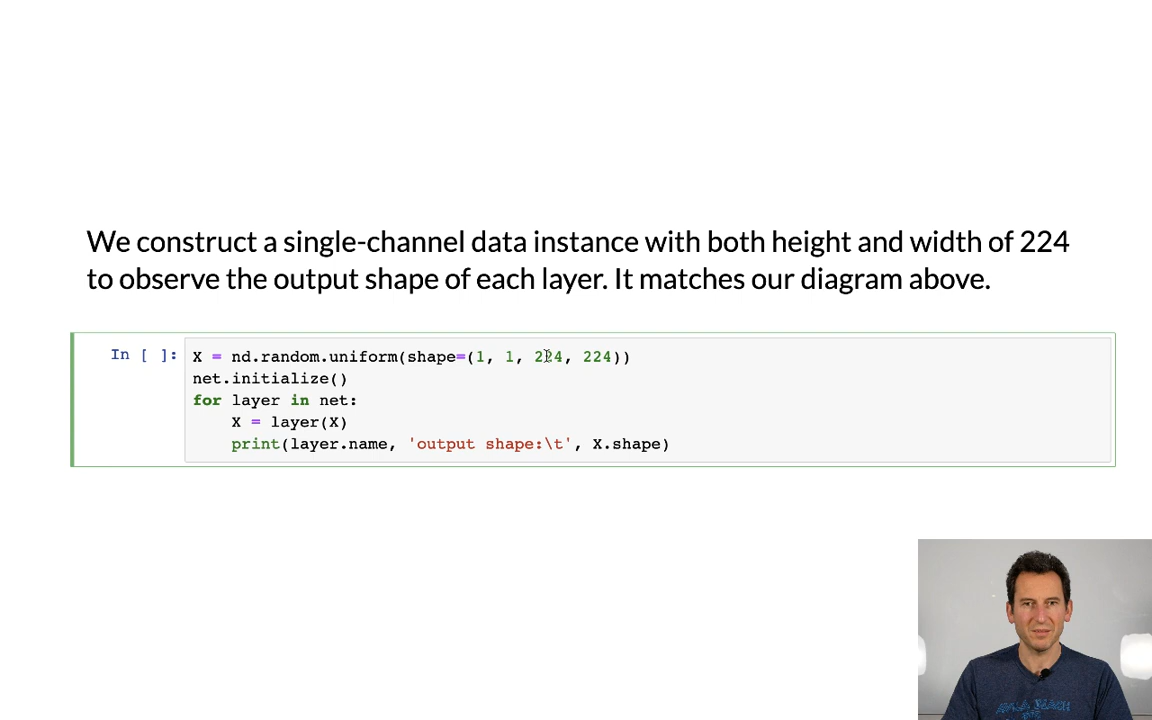 We construct a single-channel data instance with both height and width of 224
to observe the output shape of each layer. It matches our diagram above.
In [ ]: X = nd.random.uniform(shape=(1, 1, 224, 224))
net.initialize()
for layer in net:
    X = layer(X)
    print(layer.name, 'output shape:\t', X.shape)